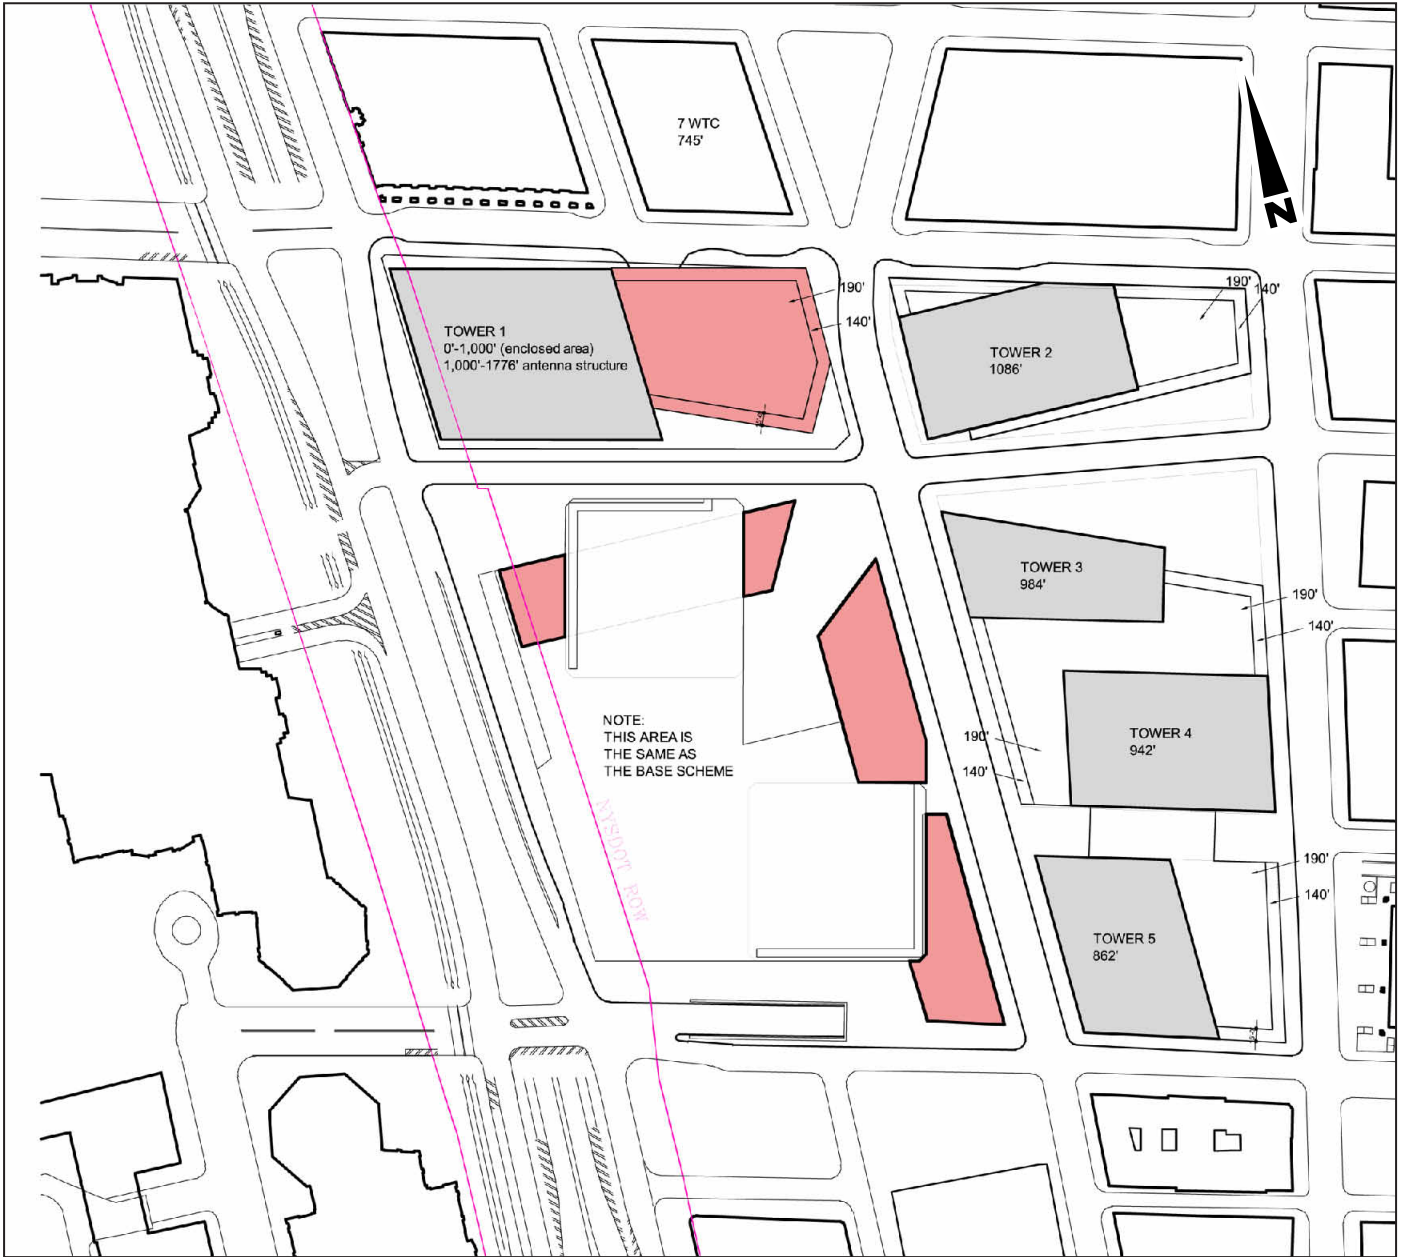 7 WTC
745'
N
190'
140'
TOWER 1
0'-1,000' (enclosed area)
1,000'-1776' antenna structure
190'
140'
TOWER 2
1086'
TOWER 3
984'
190'
140'
NOTE:
THIS AREA IS
THE SAME AS
THE BASE SCHEME
190'
140'
TOWER 4
942'
NYSDOT ROW
190'
140'
TOWER 5
862'